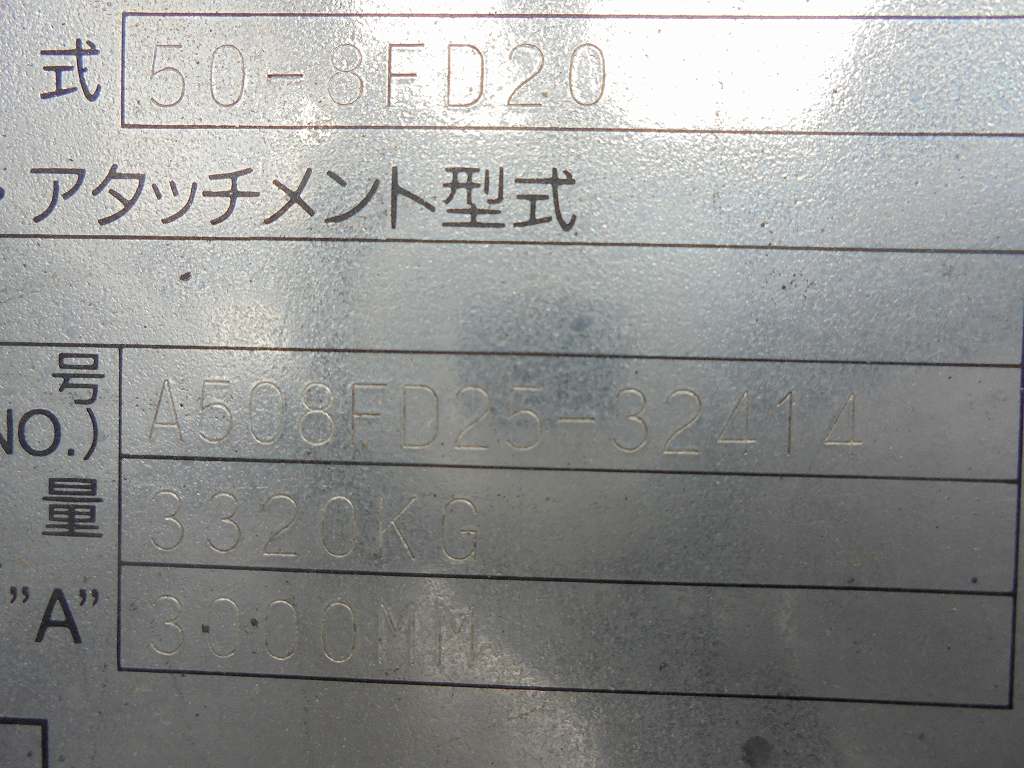 式 50-8FD20
・アタッチメント型式
号
NO.) A508FD25-32414
量 3320KG
"A" 3000MM